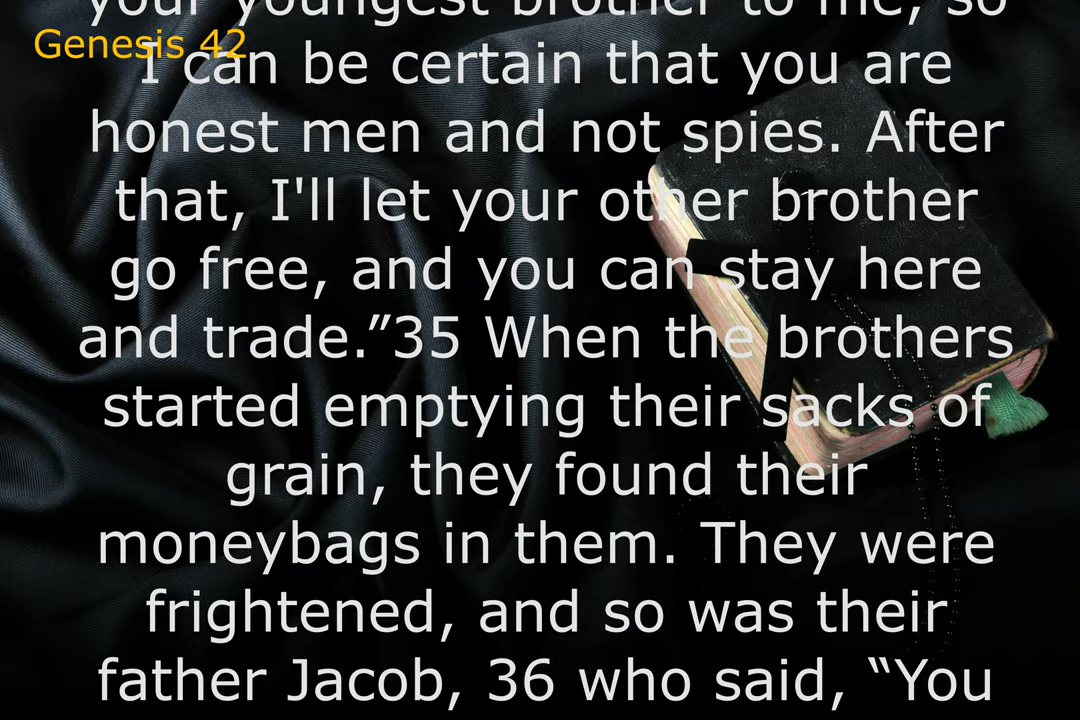 your youngest brother to me, so
Genesis 42
I can be certain that you are
honest men and not spies. After
that, I'll let your other brother
go free, and you can stay here
and trade.”35 When the brothers
started emptying their sacks of
grain, they found their
moneybags in them. They were
frightened, and so was their
father Jacob, 36 who said, “You